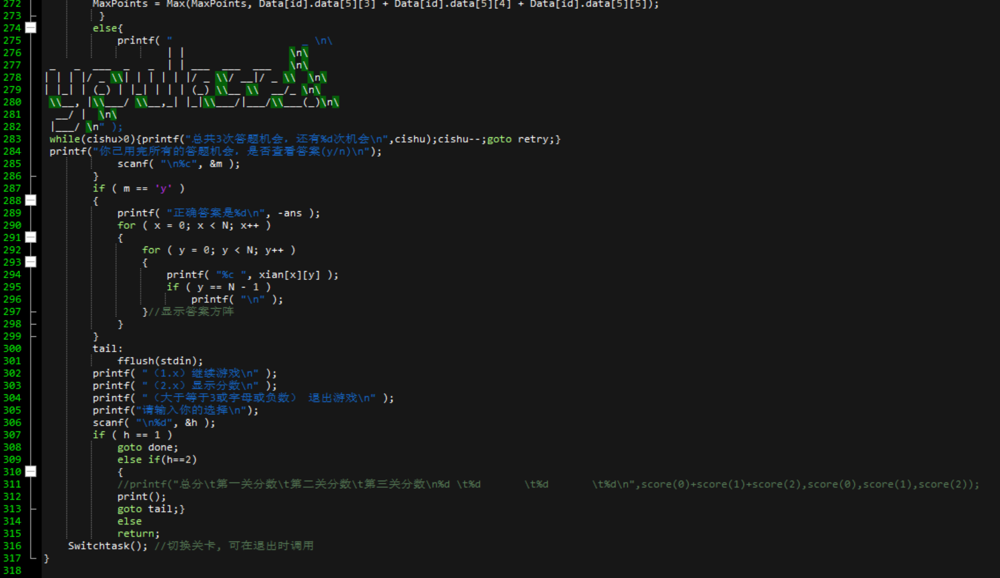 272 MaxPoints = Max(MaxPoints, Data[id].data[5][3] + Data[id].data[5][4] + Data[id].data[5][5]);
273 }
274 else{
275 printf( " _ \n\
276 | | \n\
277 _ _ ___ _ _ | | ___ ___ ___ \n\
278 | | | |/ _ \\| | | | | |/ _ \\/ __|/ _ \\ \n\
279 | |_| | (_) | |_| | | | (_) \\__ \\ __/_ \n\
280 \\__, |\\___/ \\__,_| |_|\\___/|___/\\___(_)\n\
281 __/ | \n\
282 |___/ \n" );
283 while(cishu>0){printf("总共3次答题机会，还有%d次机会\n",cishu);cishu--;goto retry;}
284 printf("你已用完所有的答题机会，是否查看答案(y/n)\n");
285 scanf( "\n%c", &m );
286 }
287 if ( m == 'y' )
288 {
289 printf( "正确答案是%d\n", -ans );
290 for ( x = 0; x < N; x++ )
291 {
292 for ( y = 0; y < N; y++ )
293 {
294 printf( "%c ", xian[x][y] );
295 if ( y == N - 1 )
296 printf( "\n" );
297 }//显示答案方阵
298 }
299 }
300 tail:
301 fflush(stdin);
302 printf( "（1.x）继续游戏\n" );
303 printf( "（2.x）显示分数\n" );
304 printf( "（大于等于3或字母或负数） 退出游戏\n" );
305 printf("请输入你的选择\n");
306 scanf( "\n%d", &h );
307 if ( h == 1 )
308 goto done;
309 else if(h==2)
310 {
311 //printf("总分\t第一关分数\t第二关分数\t第三关分数\n%d \t%d \t%d \t%d\n",score(0)+score(1)+score(2),score(0),score(1),score(2));
312 print();
313 goto tail;}
314 else
315 return;
316 Switchtask(); //切换关卡, 可在退出时调用
317 }
318